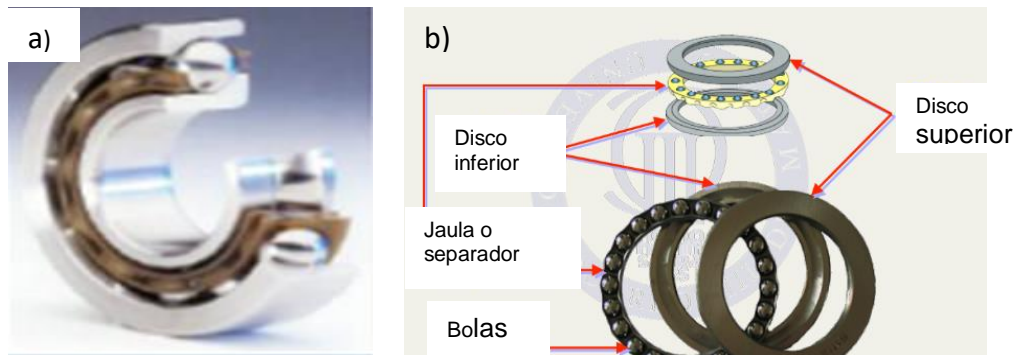 a)
b)
Disco
superior
Disco
inferior
Jaula o
separador
Bolas